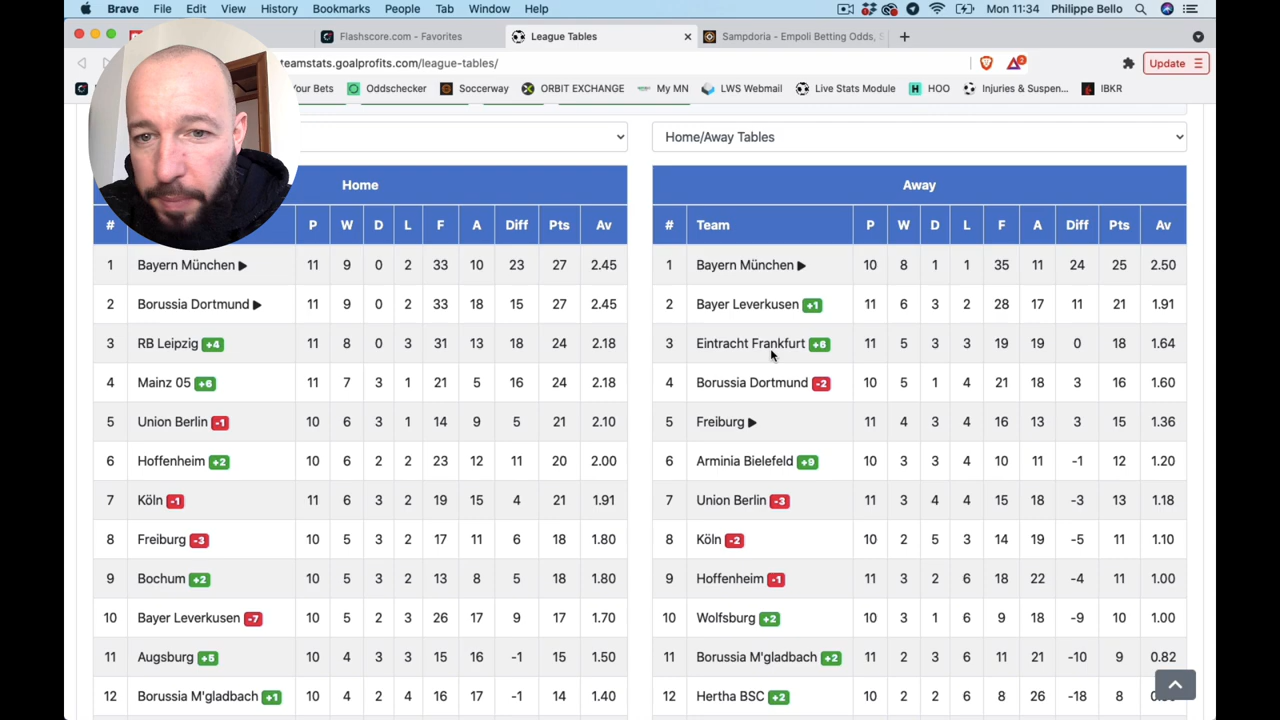 Brave File Edit View History Bookmarks People Tab Window Help Mon 11:34 Philippe Bello
Flashscore.com - Favorites League Tables Sampdoria - Empoli Betting Odds,
teamstats.goalprofits.com/league-tables/ Update
Your Bets Oddschecker Soccerway ORBIT EXCHANGE My MN LWS Webmail Live Stats Module HOO Injuries & Suspen... IBKR
Home/Away Tables
Home Away
# P W D L F A Diff Pts Av # Team P W D L F A Diff Pts Av
1 Bayern München 11 9 0 2 33 10 23 27 2.45 1 Bayern München 10 8 1 1 35 11 24 25 2.50
2 Borussia Dortmund 11 9 0 2 33 18 15 27 2.45 2 Bayer Leverkusen +1 11 6 3 2 28 17 11 21 1.91
3 RB Leipzig +4 11 8 0 3 31 13 18 24 2.18 3 Eintracht Frankfurt +6 11 5 3 3 19 19 0 18 1.64
4 Mainz 05 +6 11 7 3 1 21 5 16 24 2.18 4 Borussia Dortmund -2 10 5 1 4 21 18 3 16 1.60
5 Union Berlin -1 10 6 3 1 14 9 5 21 2.10 5 Freiburg 11 4 3 4 16 13 3 15 1.36
6 Hoffenheim +2 10 6 2 2 23 12 11 20 2.00 6 Arminia Bielefeld +9 10 3 3 4 10 11 -1 12 1.20
7 Köln -1 11 6 3 2 19 15 4 21 1.91 7 Union Berlin -3 11 3 4 4 15 18 -3 13 1.18
8 Freiburg -3 10 5 3 2 17 11 6 18 1.80 8 Köln -2 10 2 5 3 14 19 -5 11 1.10
9 Bochum +2 10 5 3 2 13 8 5 18 1.80 9 Hoffenheim -1 11 3 2 6 18 22 -4 11 1.00
10 Bayer Leverkusen -7 10 5 2 3 26 17 9 17 1.70 10 Wolfsburg +2 10 3 1 6 9 18 -9 10 1.00
11 Augsburg +5 10 4 3 3 15 16 -1 15 1.50 11 Borussia M'gladbach +2 11 2 3 6 11 21 -10 9 0.82
12 Borussia M'gladbach +1 10 4 2 4 16 17 -1 14 1.40 12 Hertha BSC +2 10 2 2 6 8 26 -18 8